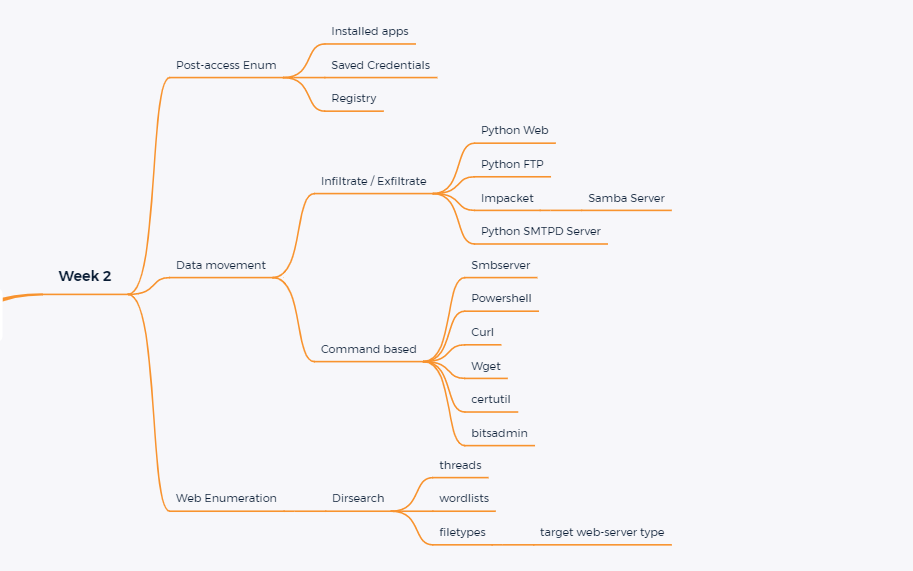 Week 2
Post-access Enum
Installed apps
Saved Credentials
Registry
Data movement
Infiltrate / Exfiltrate
Python Web
Python FTP
Impacket
Samba Server
Python SMTPD Server
Command based
Smbserver
Powershell
Curl
Wget
certutil
bitsadmin
Web Enumeration
Dirsearch
threads
wordlists
filetypes
target web-server type